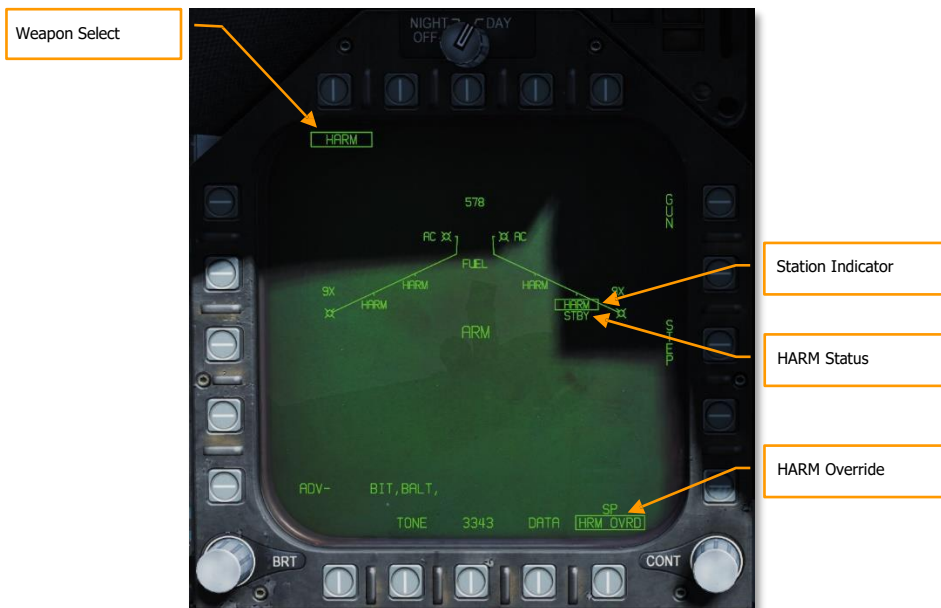 Weapon Select
NIGHT DAY
OFF
HARM
578
GUN
AC AC
FUEL
HARM HARM
9X 9X
HARM HARM
STBY
ARM
STEP
Station Indicator
HARM Status
HARM Override
ADV- BIT,BALT,
SP
TONE 3343 DATA HRM OVRD
BRT CONT